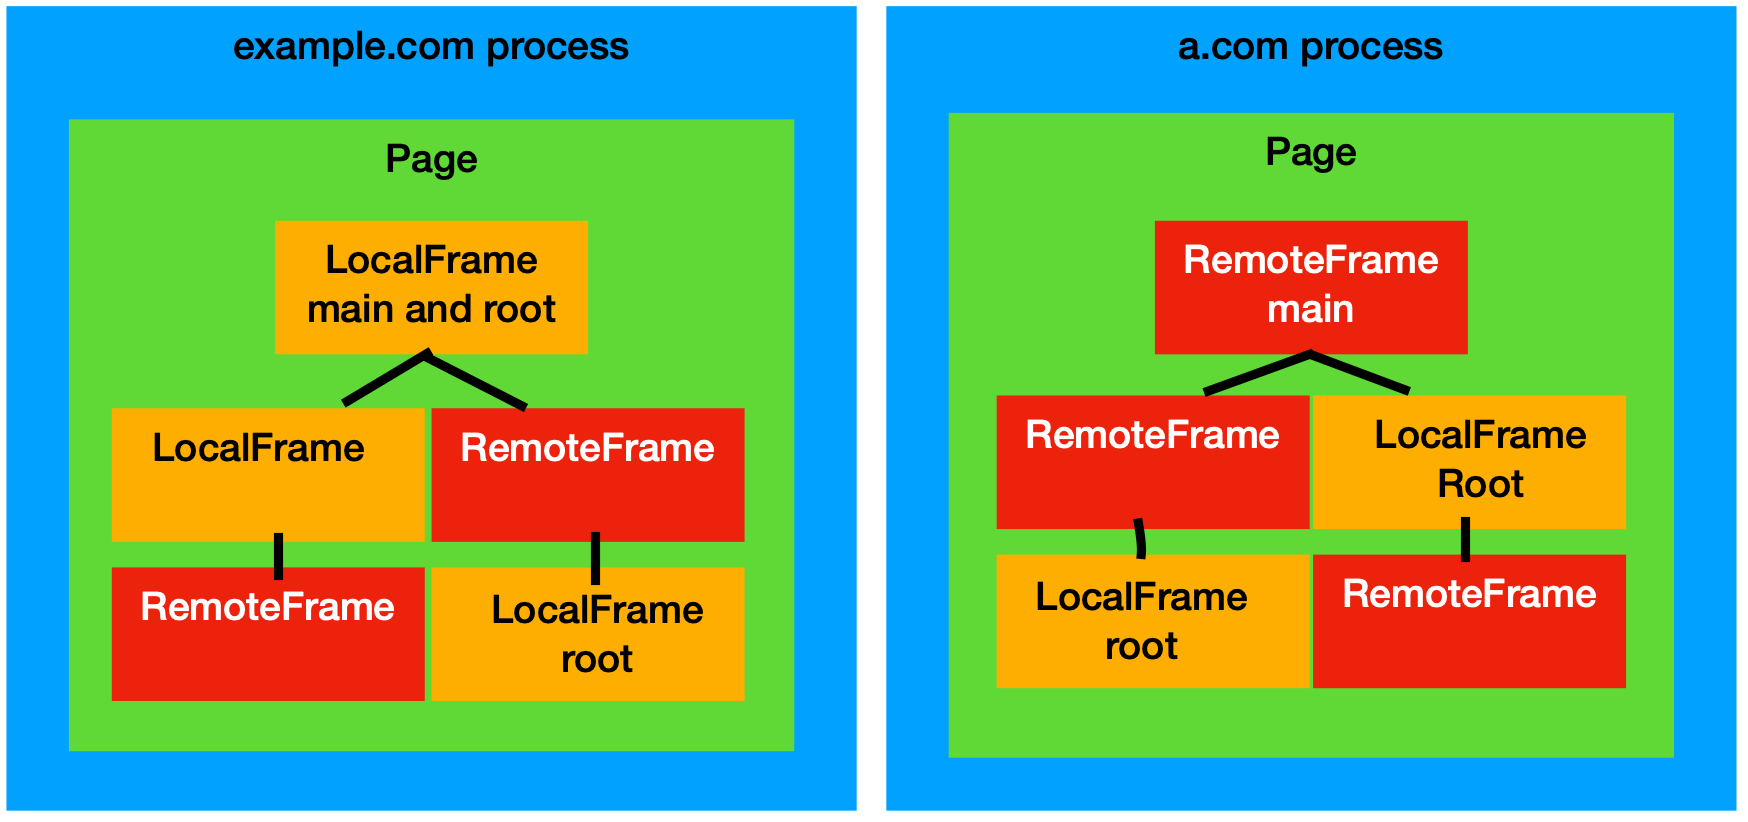 example.com process
Page
LocalFrame
main and root
LocalFrame
RemoteFrame
RemoteFrame
LocalFrame
root
a.com process
Page
RemoteFrame
main
RemoteFrame
LocalFrame
Root
LocalFrame
root
RemoteFrame